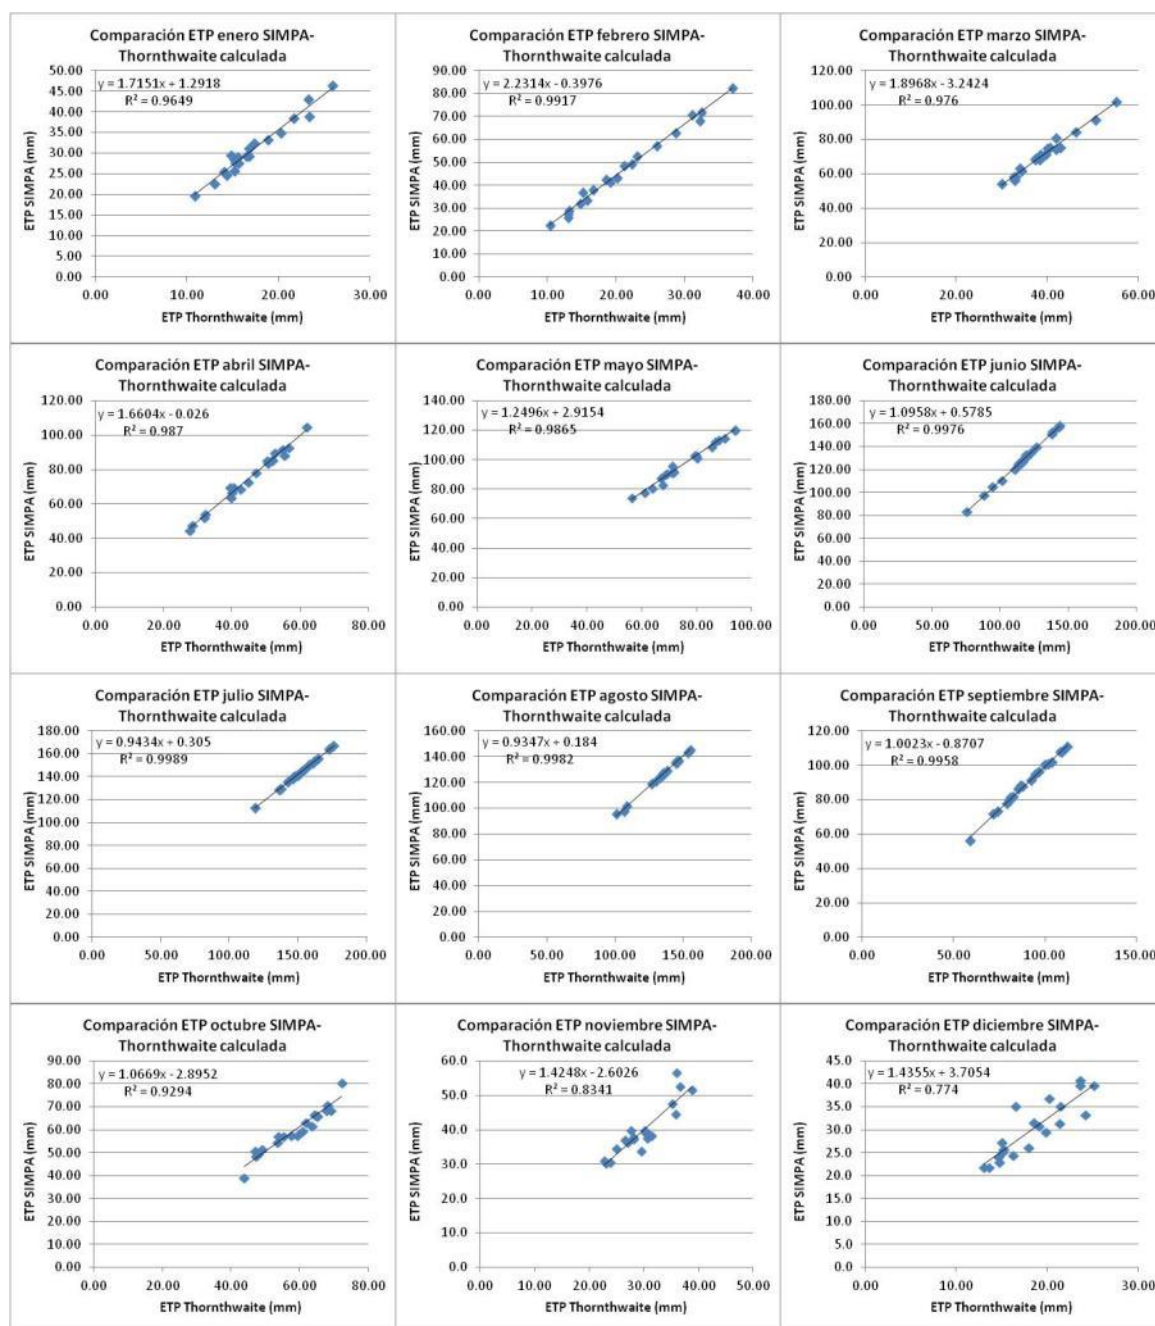 Comparación ETP enero SIMPA-
Thornthwaite calculada
y = 1.7151x + 1.2918
R² = 0.9649
ETP SIMPA (mm)
50.00
45.00
40.00
35.00
30.00
25.00
20.00
15.00
10.00
5.00
0.00
0.00 10.00 20.00 30.00
ETP Thornthwaite (mm)
Comparación ETP febrero SIMPA-
Thornthwaite calculada
y = 2.2314x - 0.3976
R² = 0.9917
ETP SIMPA (mm)
90.00
80.00
70.00
60.00
50.00
40.00
30.00
20.00
10.00
0.00
0.00 10.00 20.00 30.00 40.00
ETP Thornthwaite (mm)
Comparación ETP marzo SIMPA-
Thornthwaite calculada
y = 1.8968x - 3.2424
R² = 0.976
ETP SIMPA (mm)
120.00
100.00
80.00
60.00
40.00
20.00
0.00
0.00 20.00 40.00 60.00
ETP Thornthwaite (mm)
Comparación ETP abril SIMPA-
Thornthwaite calculada
y = 1.6604x - 0.026
R² = 0.987
ETP SIMPA (mm)
120.00
100.00
80.00
60.00
40.00
20.00
0.00
0.00 20.00 40.00 60.00 80.00
ETP Thornthwaite (mm)
Comparación ETP mayo SIMPA-
Thornthwaite calculada
y = 1.2496x + 2.9154
R² = 0.9865
ETP SIMPA (mm)
140.00
120.00
100.00
80.00
60.00
40.00
20.00
0.00
0.00 20.00 40.00 60.00 80.00 100.00
ETP Thornthwaite (mm)
Comparación ETP junio SIMPA-
Thornthwaite calculada
y = 1.0958x + 0.5785
R² = 0.9976
ETP SIMPA (mm)
180.00
160.00
140.00
120.00
100.00
80.00
60.00
40.00
20.00
0.00
0.00 50.00 100.00 150.00 200.00
ETP Thornthwaite (mm)
Comparación ETP julio SIMPA-
Thornthwaite calculada
y = 0.9434x + 0.305
R² = 0.9989
ETP SIMPA (mm)
180.00
160.00
140.00
120.00
100.00
80.00
60.00
40.00
20.00
0.00
0.00 50.00 100.00 150.00 200.00
ETP Thornthwaite (mm)
Comparación ETP agosto SIMPA-
Thornthwaite calculada
y = 0.9347x + 0.184
R² = 0.9982
ETP SIMPA (mm)
160.00
140.00
120.00
100.00
80.00
60.00
40.00
20.00
0.00
0.00 50.00 100.00 150.00 200.00
ETP Thornthwaite (mm)
Comparación ETP septiembre SIMPA-
Thornthwaite calculada
y = 1.0023x - 0.8707
R² = 0.9958
ETP SIMPA (mm)
120.00
100.00
80.00
60.00
40.00
20.00
0.00
0.00 50.00 100.00 150.00
ETP Thornthwaite (mm)
Comparación ETP octubre SIMPA-
Thornthwaite calculada
y = 1.0669x - 2.8952
R² = 0.9294
ETP SIMPA (mm)
90.00
80.00
70.00
60.00
50.00
40.00
30.00
20.00
10.00
0.00
0.00 20.00 40.00 60.00 80.00
ETP Thornthwaite (mm)
Comparación ETP noviembre SIMPA-
Thornthwaite calculada
y = 1.4248x - 2.6026
R² = 0.8341
ETP SIMPA (mm)
60.0
50.0
40.0
30.0
20.0
10.0
0.0
0.00 10.00 20.00 30.00 40.00 50.00
ETP Thornthwaite (mm)
Comparación ETP diciembre SIMPA-
Thornthwaite calculada
y = 1.4355x + 3.7054
R² = 0.774
ETP SIMPA (mm)
45.0
40.0
35.0
30.0
25.0
20.0
15.0
10.0
5.0
0.0
0.00 10.00 20.00 30.00
ETP Thornthwaite (mm)